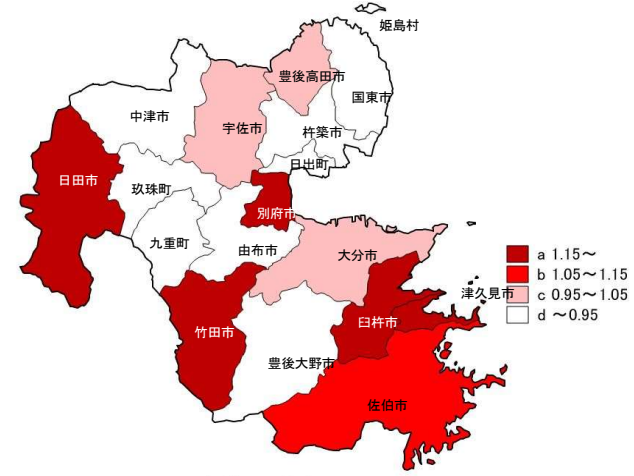 姫島村
豊後高田市
国東市
中津市
宇佐市
杵築市
日出町
日田市
玖珠町
別府市
九重町
由布市
大分市
a 1.15～
b 1.05～1.15
津久見市
c 0.95～1.05
d ～0.95
臼杵市
竹田市
豊後大野市
佐伯市